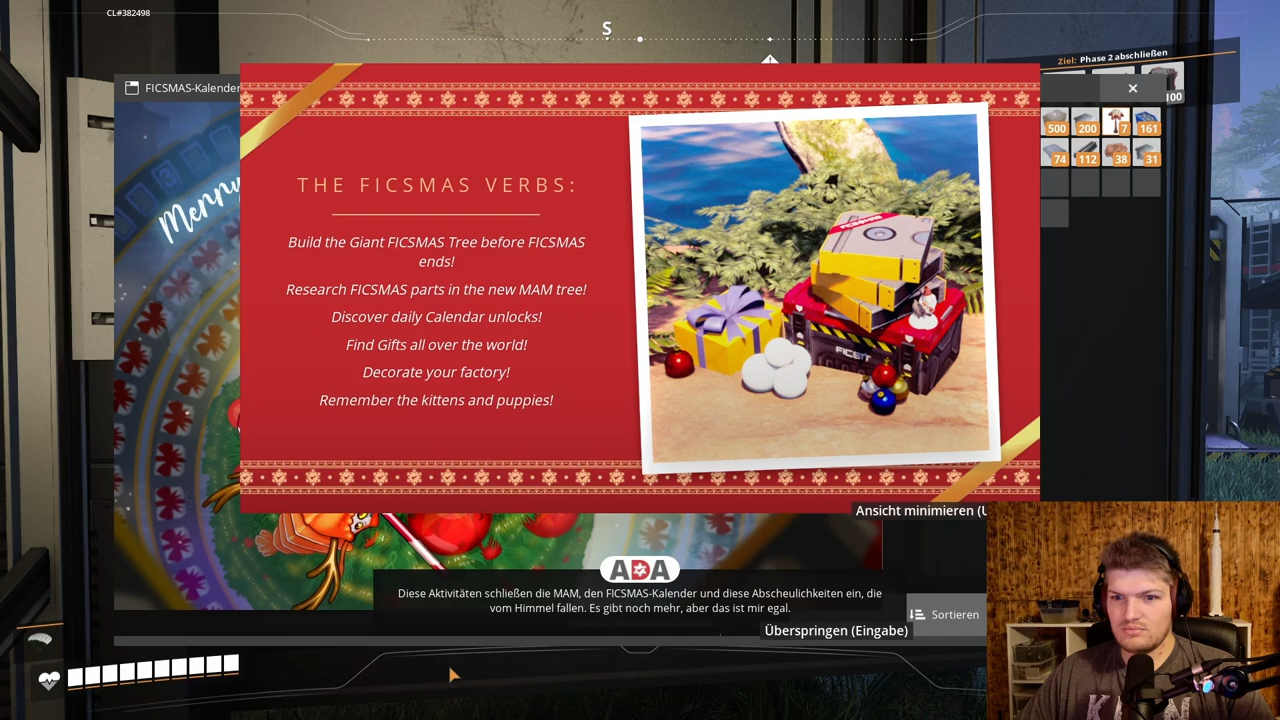 CL#382498
S
Ziel: Phase 2 abschließen
100
FICSMAS-Kalender
×
500 200 7 161
74 112 38 31
Merry
THE FICSMAS VERBS:
Build the Giant FICSMAS Tree before FICSMAS
ends!
Research FICSMAS parts in the new MAM tree!
Discover daily Calendar unlocks!
Find Gifts all over the world!
Decorate your factory!
Remember the kittens and puppies!
FICSIT
Ansicht minimieren (U
ADA
Diese Aktivitäten schließen die MAM, den FICSMAS-Kalender und diese Abscheulichkeiten ein, die
vom Himmel fallen. Es gibt noch mehr, aber das ist mir egal.
Sortieren
Überspringen (Eingabe)